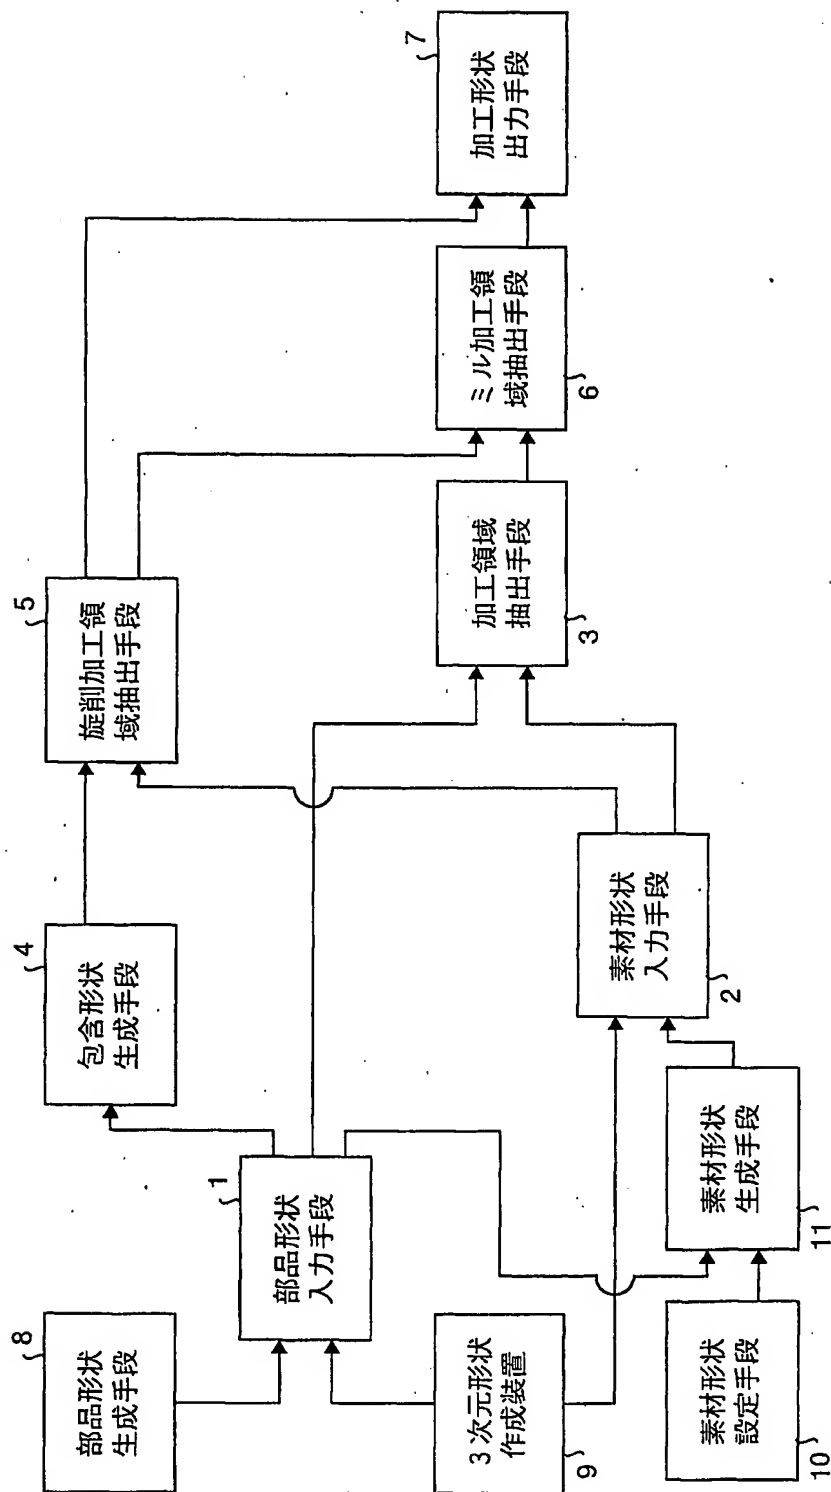 8
部品形状
生成手段
3次元形状
作成装置
9
素材形状
設定手段
10
1
部品形状
入力手段
素材形状
生成手段
11
4
包含形状
生成手段
素材形状
入力手段
2
5
旋削加工領
域抽出手段
加工領域
抽出手段
3
ミル加工領
域抽出手段
6
7
加工形状
出力手段